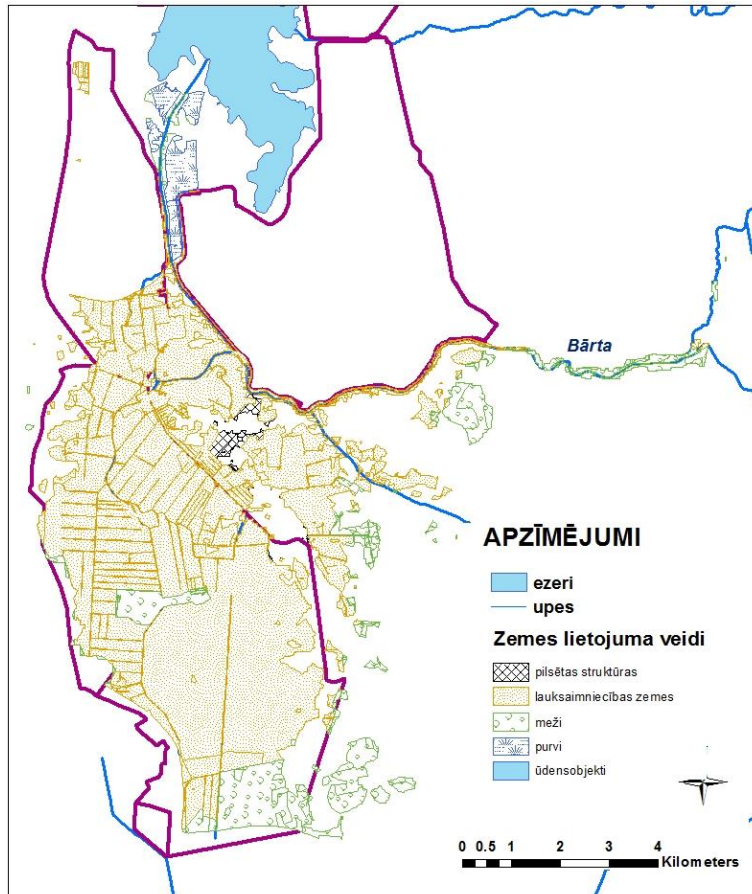 Bārta
APZĪMĒJUMI
ezeri
upes
Zemes lietojuma veidi
pilsētas struktūras
lauksaimniecības zemes
meži
purvi
ūdensobjekti
0 0.5 1 2 3 4
Kilometers